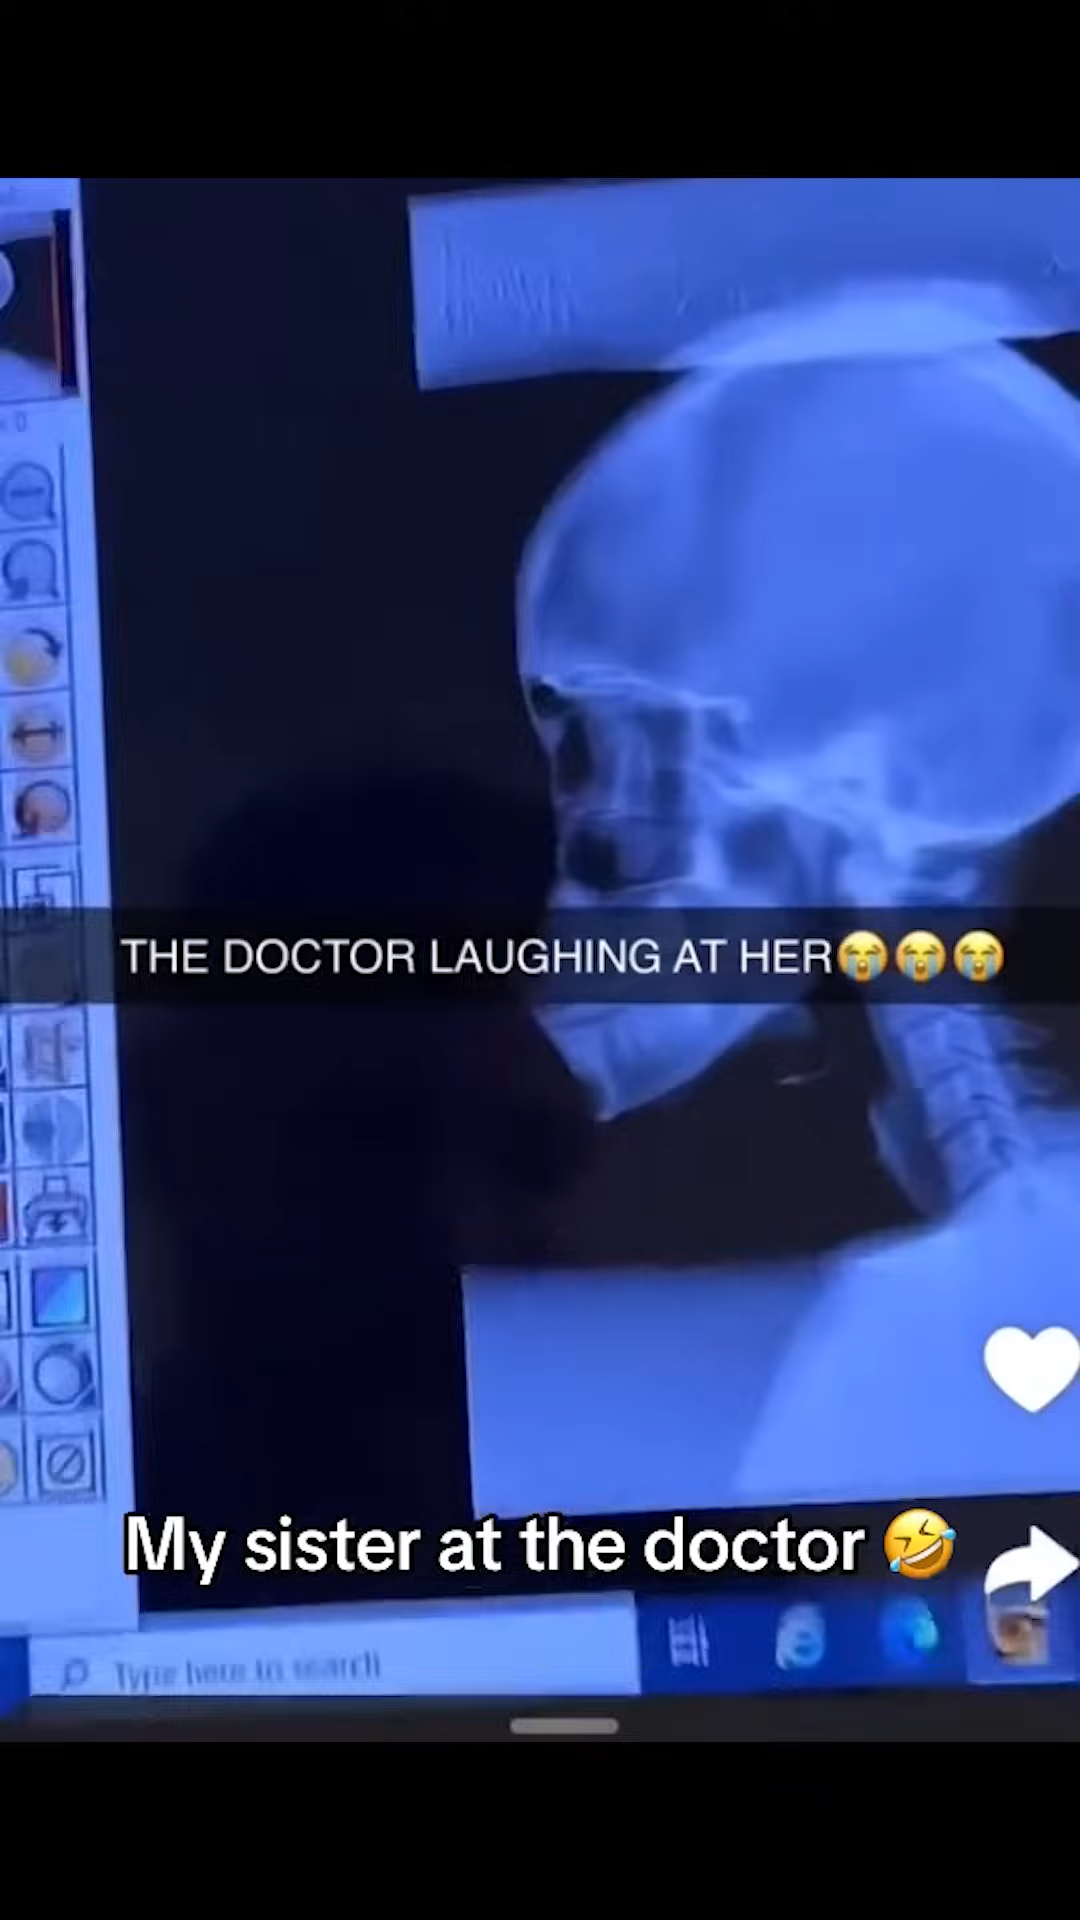 THE DOCTOR LAUGHING AT HER😭😭😭
My sister at the doctor 🤣
Type here to search